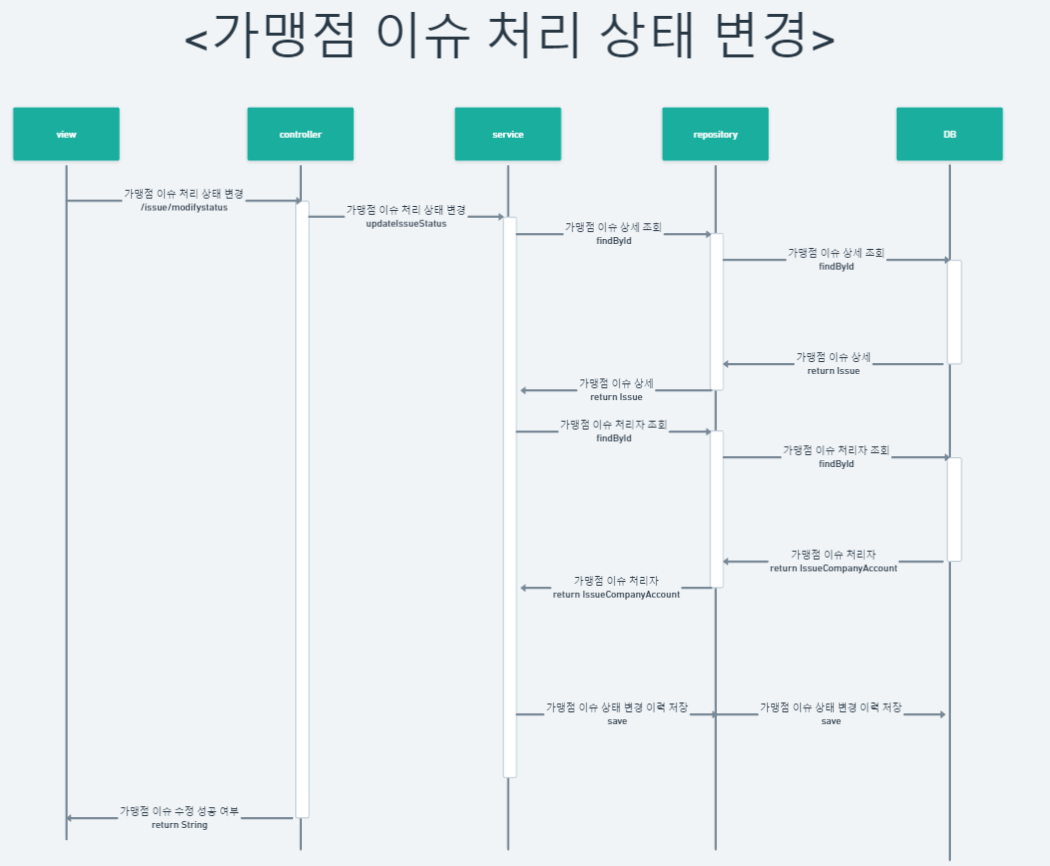 <가맹점 이슈 처리 상태 변경>
view
controller
service
repository
DB
가맹점 이슈 처리 상태 변경
/issue/modifystatus
가맹점 이슈 처리 상태 변경
updateIssueStatus
가맹점 이슈 상세 조회
findById
가맹점 이슈 상세 조회
findById
가맹점 이슈 상세
return Issue
가맹점 이슈 상세
return Issue
가맹점 이슈 처리자 조회
findById
가맹점 이슈 처리자 조회
findById
가맹점 이슈 처리자
return IssueCompanyAccount
가맹점 이슈 처리자
return IssueCompanyAccount
가맹점 이슈 상태 변경 이력 저장
save
가맹점 이슈 상태 변경 이력 저장
save
가맹점 이슈 수정 성공 여부
return String